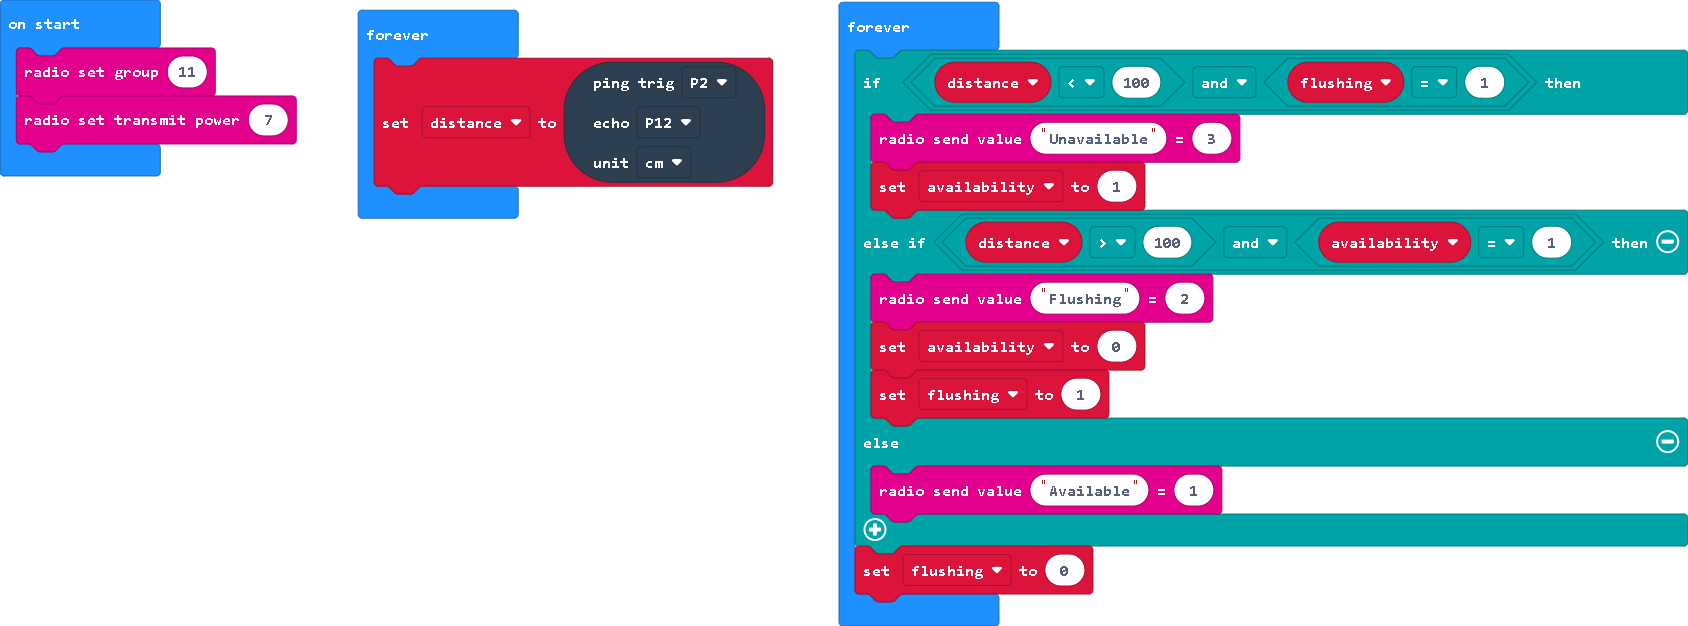 on start
radio set group 11
radio set transmit power 7
forever
set distance to
ping trig P2
echo P12
unit cm
forever
if distance < 100 and flushing = 1 then
radio send value "Unavailable" = 3
set availability to 1
else if distance > 100 and availability = 1 then
radio send value "Flushing" = 2
set availability to 0
set flushing to 1
else
radio send value "Available" = 1
set flushing to 0